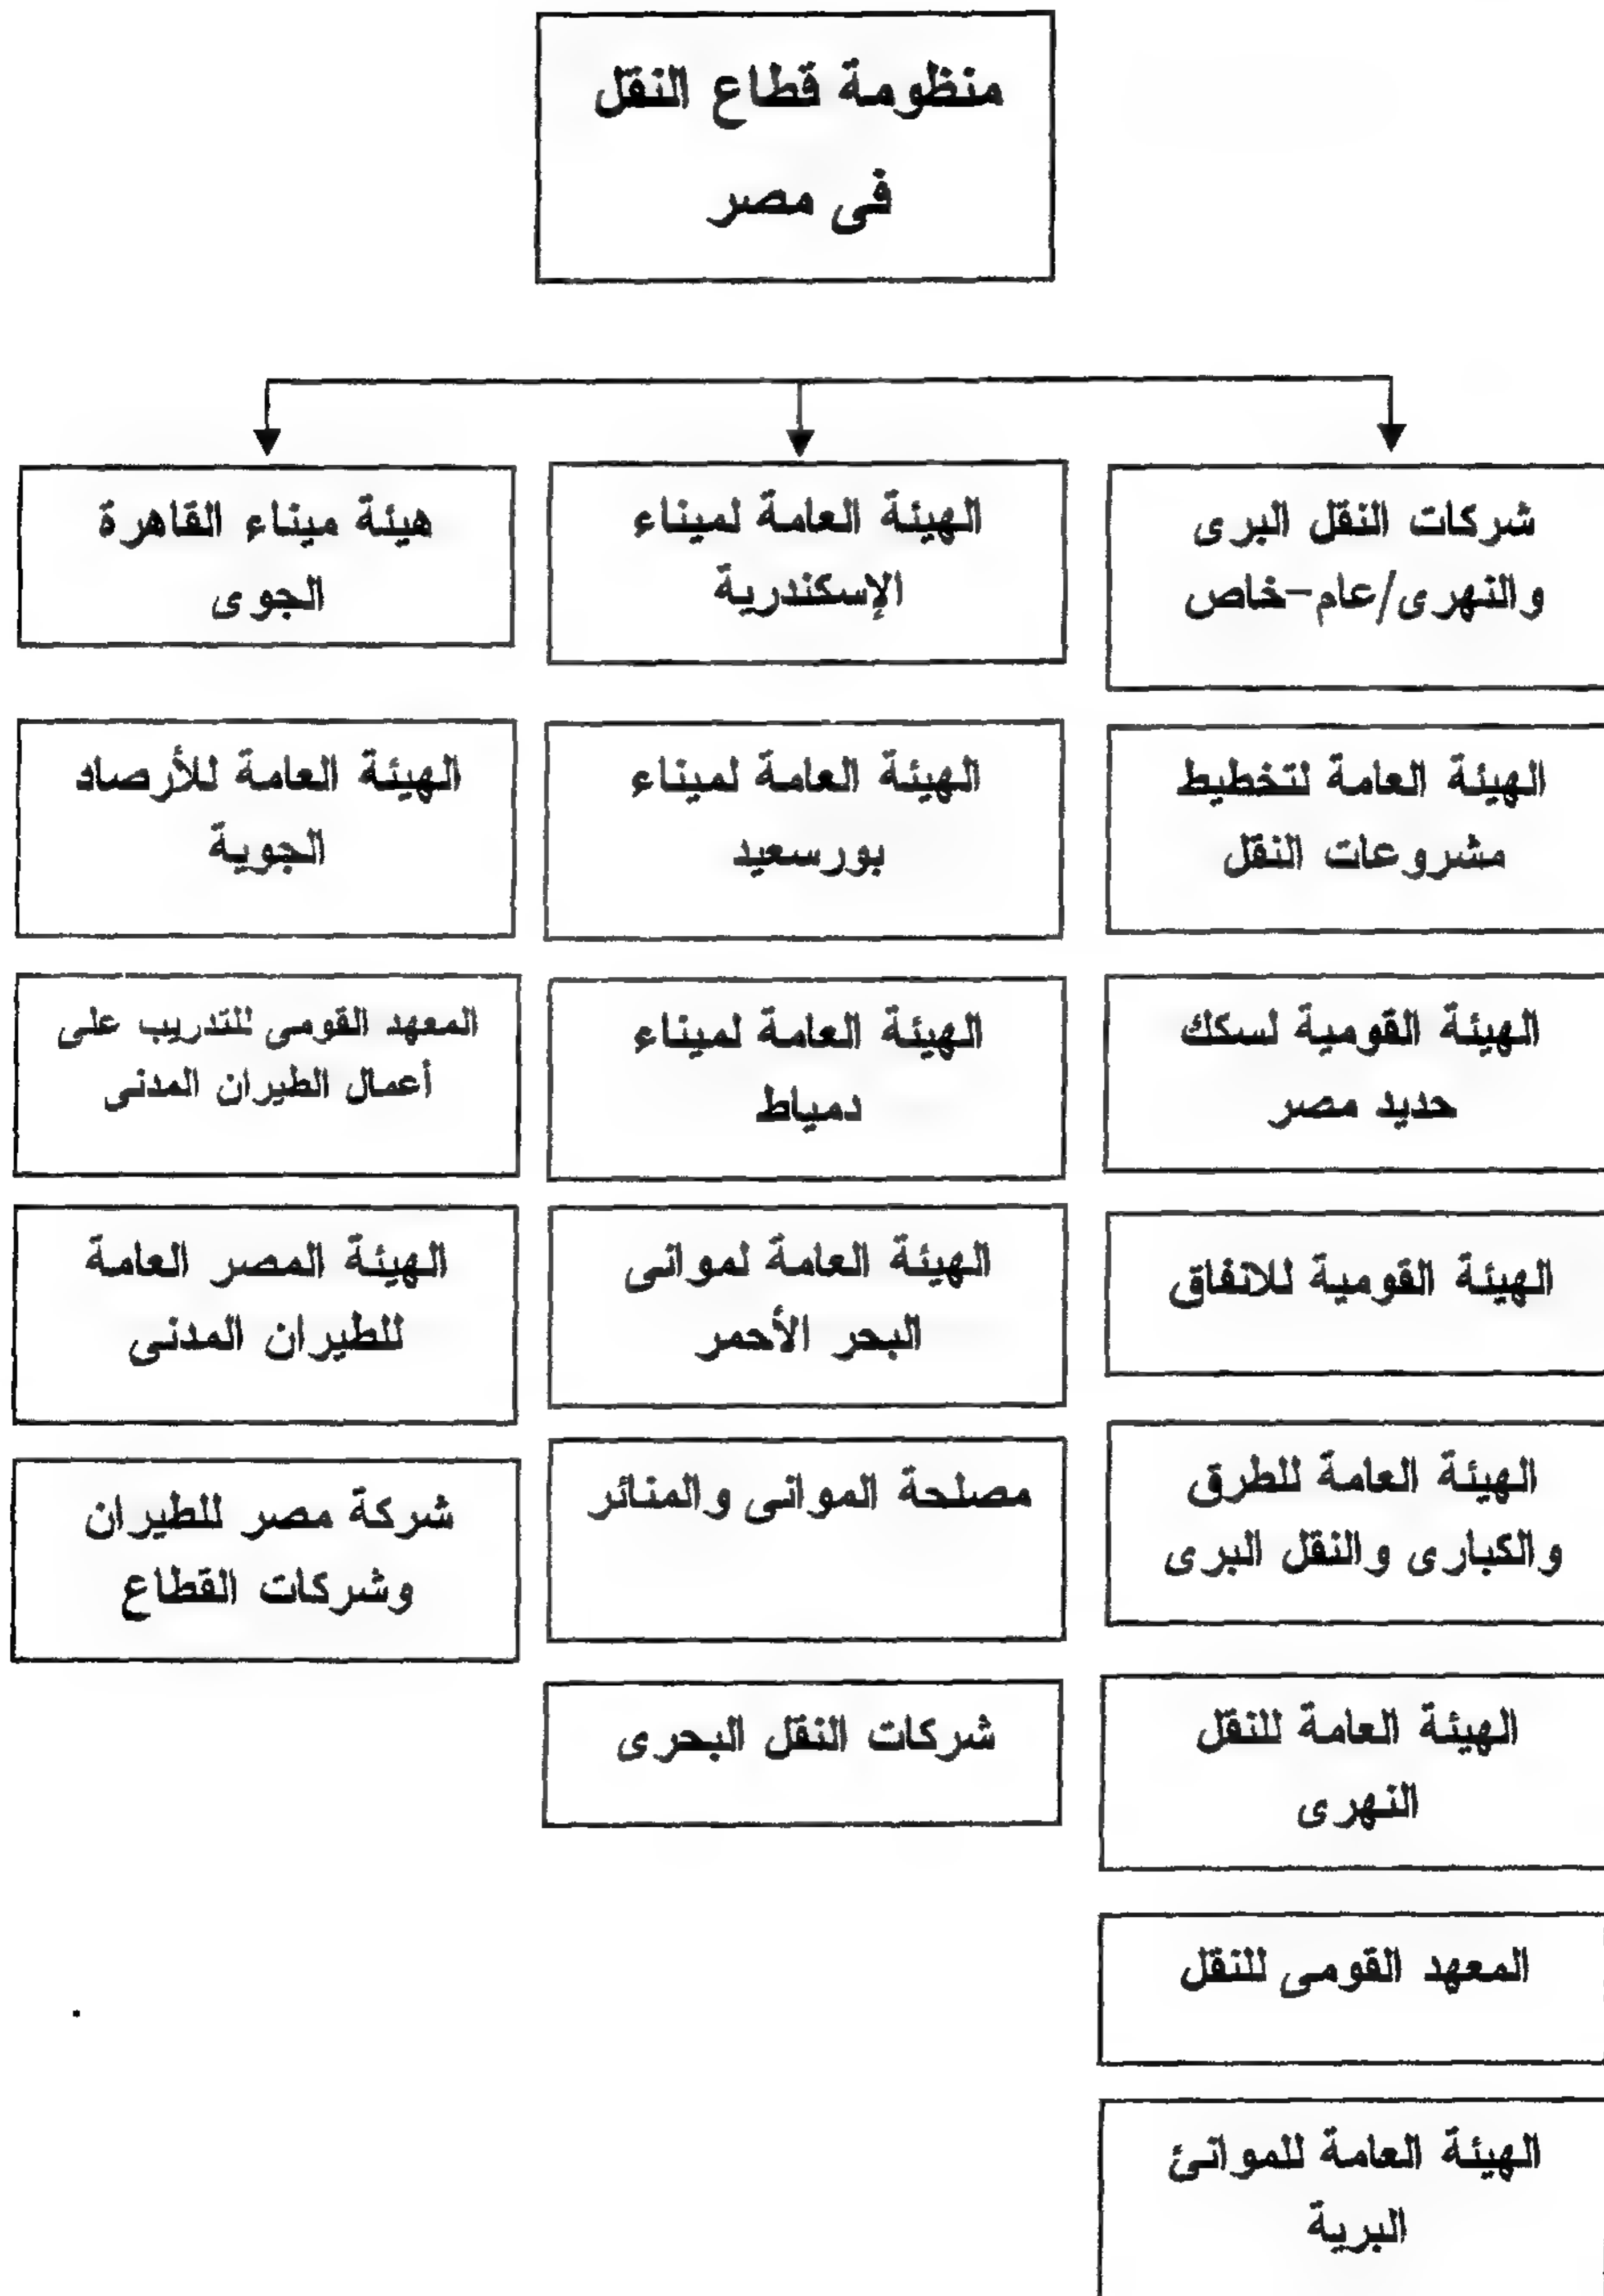 منظومة قطاع النقل
فى مصر
شركات النقل البرى
والنهرى/عام-خاص
الهيئة العامة لتخطيط
مشروعات النقل
الهيئة القومية لسكك
حديد مصر
الهيئة القومية للانفاق
الهيئة العامة للطرق
والكبارى والنقل البرى
الهيئة العامة للنقل
النهرى
المعهد القومى للنقل
الهيئة العامة للموانئ
البرية
الهيئة العامة لميناء
الإسكندرية
الهيئة العامة لميناء
بورسعيد
الهيئة العامة لميناء
دمياط
الهيئة العامة لموانى
البحر الأحمر
مصلحة الموانى والمنائر
شركات النقل البحرى
هيئة ميناء القاهرة
الجوى
الهيئة العامة للأرصاد
الجوية
المعهد القومى للتدريب على
أعمال الطيران المدنى
الهيئة المصر العامة
للطيران المدنى
شركة مصر للطيران
وشركات القطاع